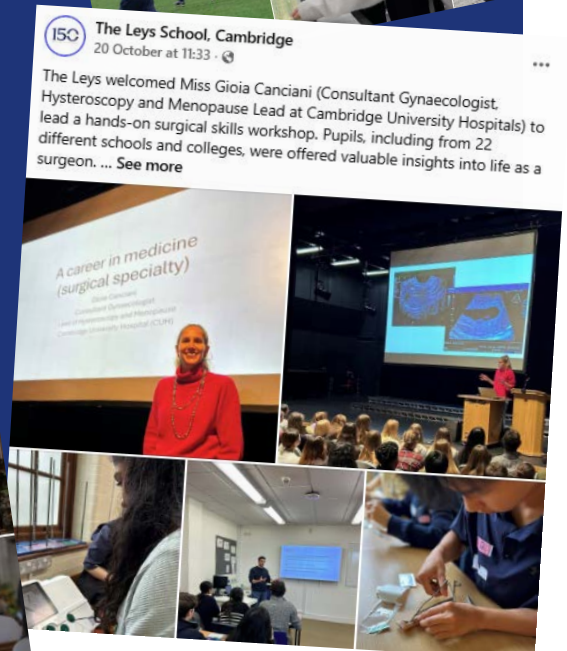 150
The Leys School, Cambridge
20 October at 11:33 ·
The Leys welcomed Miss Gioia Canciani (Consultant Gynaecologist,
Hysteroscopy and Menopause Lead at Cambridge University Hospitals) to
lead a hands-on surgical skills workshop. Pupils, including from 22
different schools and colleges, were offered valuable insights into life as a
surgeon. ... See more
A career in medicine
(surgical specialty)
Gioia Canciani
Consultant Gynaecologist
Lead of Hysteroscopy and Menopause
Cambridge University Hospital (CUH)